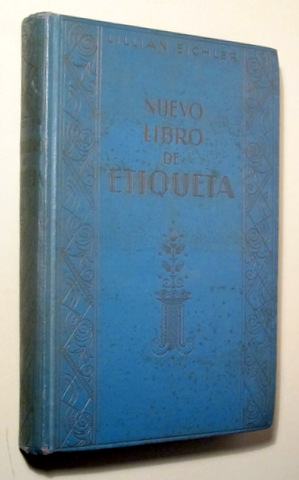 LILLIAN EICHLER
NUEVO
LIBRO
DE
ETIQUETA